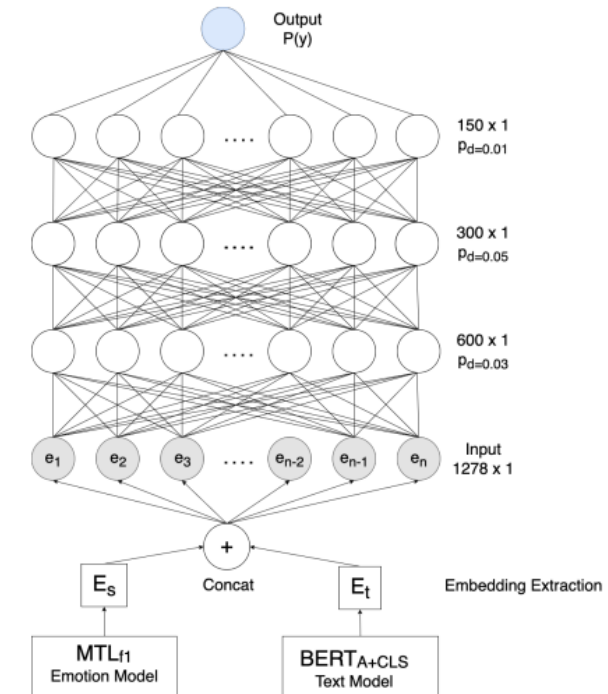 Output
P(y)
....
150 x 1
pd=0.01
....
300 x 1
pd=0.05
....
600 x 1
pd=0.03
e1 e2 e3 .... en-2 en-1 en
Input
1278 x 1
+
Concat
Es
Et
Embedding Extraction
MTLf1
Emotion Model
BERTA+CLS
Text Model